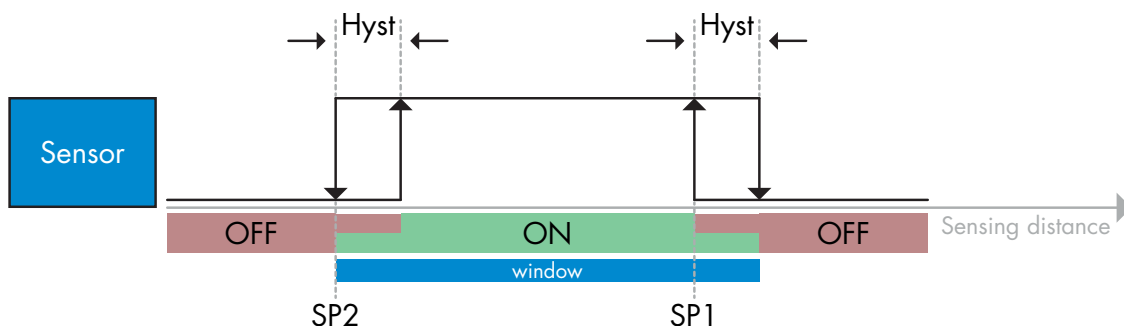 Hyst
Hyst
Sensor
OFF
ON
OFF
Sensing distance
window
SP2
SP1